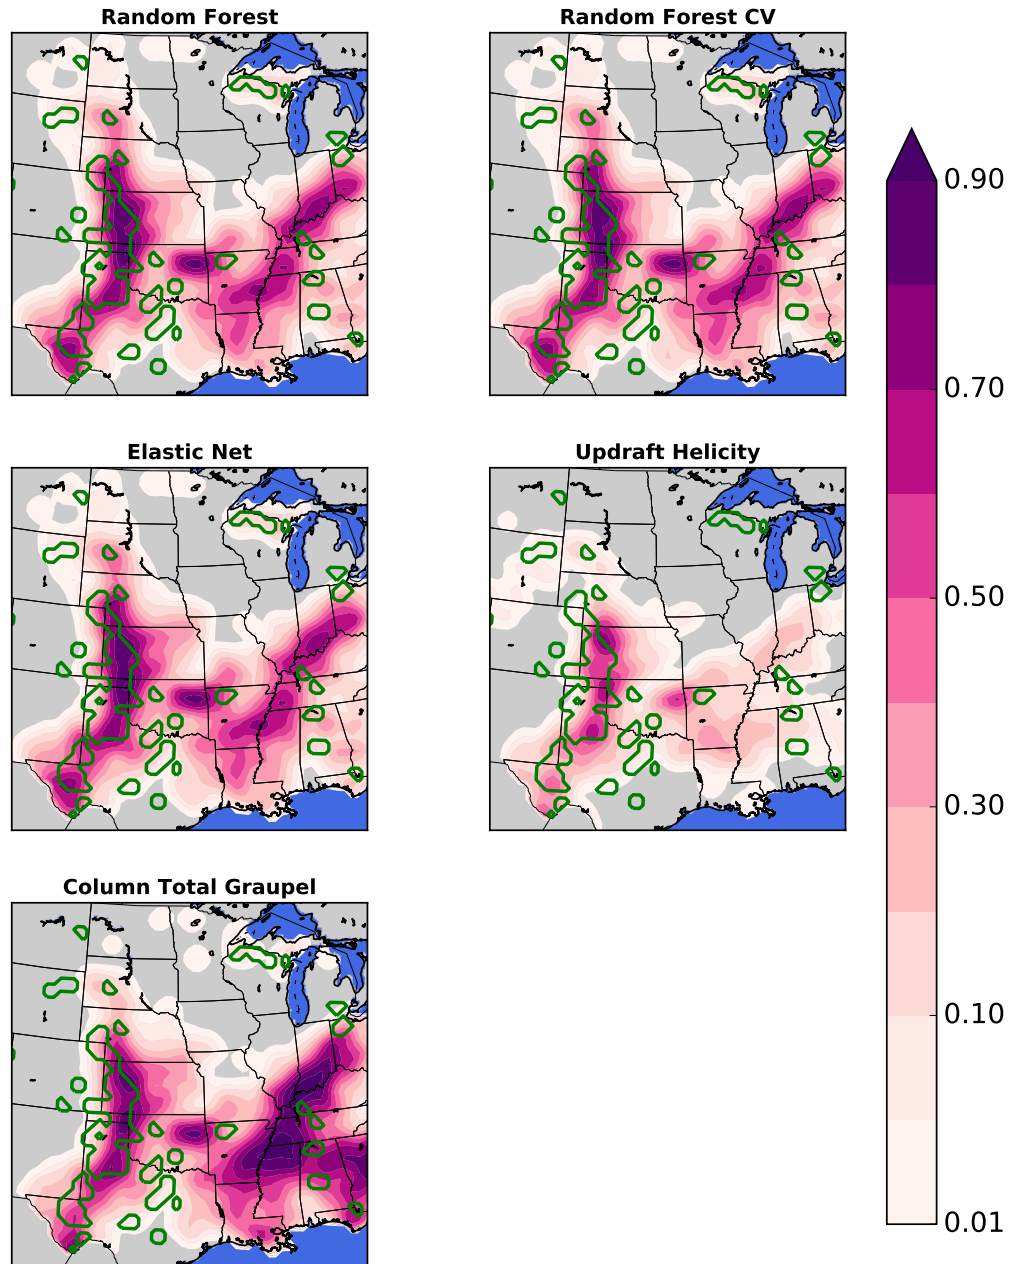 Random Forest
Random Forest CV
Elastic Net
Updraft Helicity
Column Total Graupel
0.90
0.70
0.50
0.30
0.10
0.01